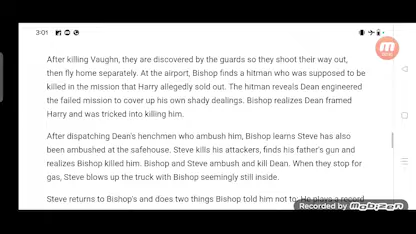 3:01
After killing Vaughn, they are discovered by the guards so they shoot their way out,
then fly home separately. At the airport, Bishop finds a hitman who was supposed to be
killed in the mission that Harry allegedly sold out. The hitman reveals Dean engineered
the failed mission to cover up his own shady dealings. Bishop realizes Dean framed
Harry and was tricked into killing him.
After dispatching Dean's henchmen who ambush him, Bishop learns Steve has also
been ambushed at the safehouse. Steve kills his attackers, finds his father's gun and
realizes Bishop killed him. Bishop and Steve ambush and kill Dean. When they stop for
gas, Steve blows up the truck with Bishop seemingly still inside.
Steve returns to Bishop's and does two things Bishop told him not to: He plays a record
Recorded by MOBIZEN